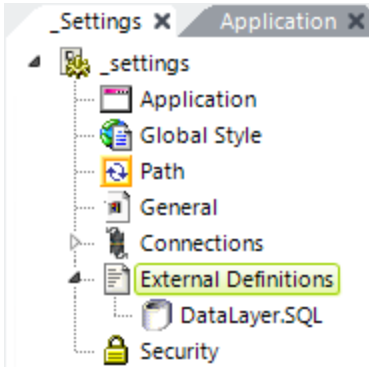 _Settings Application
_settings
Application
Global Style
Path
General
Connections
External Definitions
DataLayer.SQL
Security